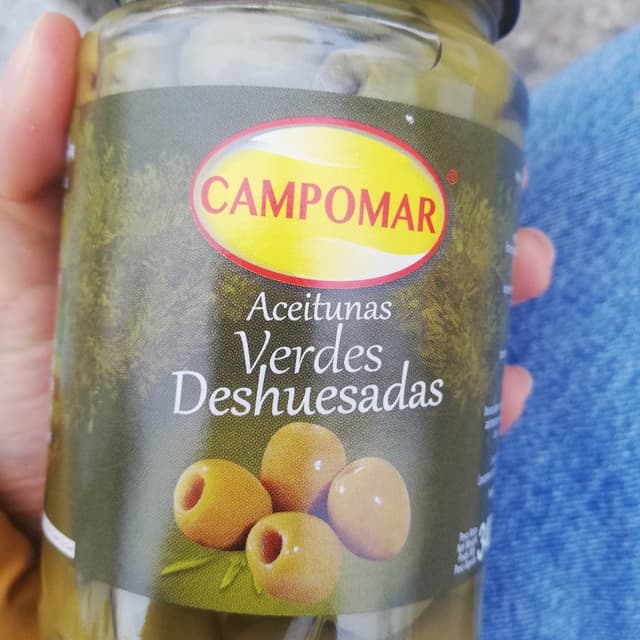 CAMPOMAR
®
Aceitunas
Verdes
Deshuesadas